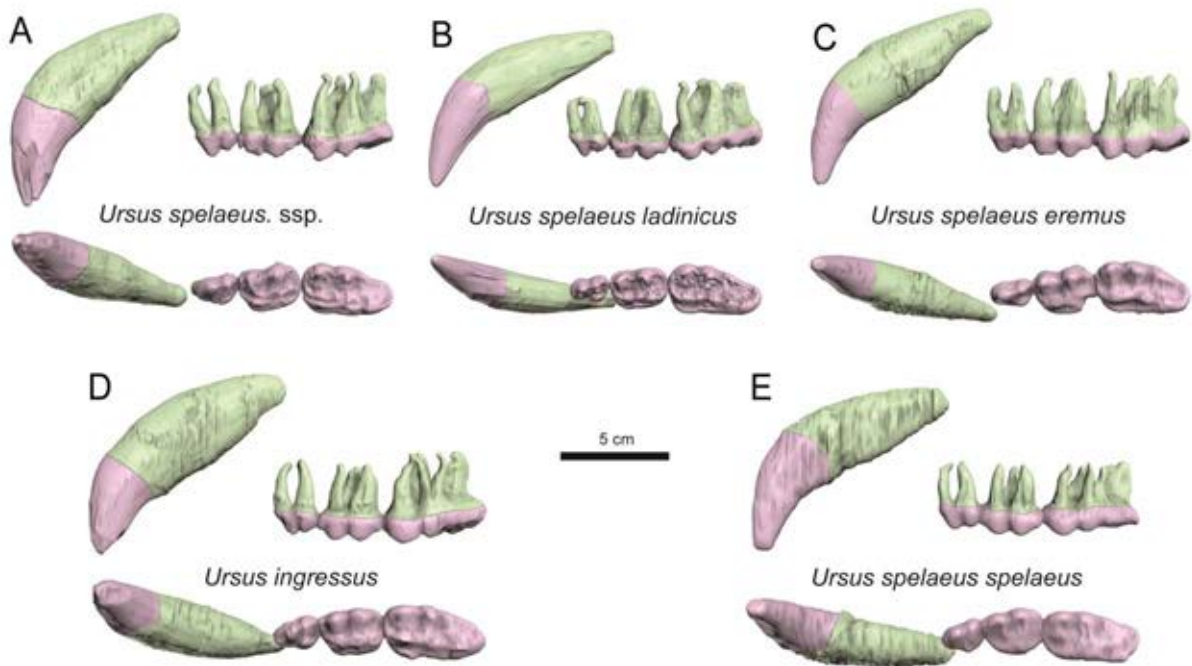 A
B
C
Ursus spelaeus. ssp.
Ursus spelaeus ladinicus
Ursus spelaeus eremus
D
E
5 cm
Ursus ingressus
Ursus spelaeus spelaeus